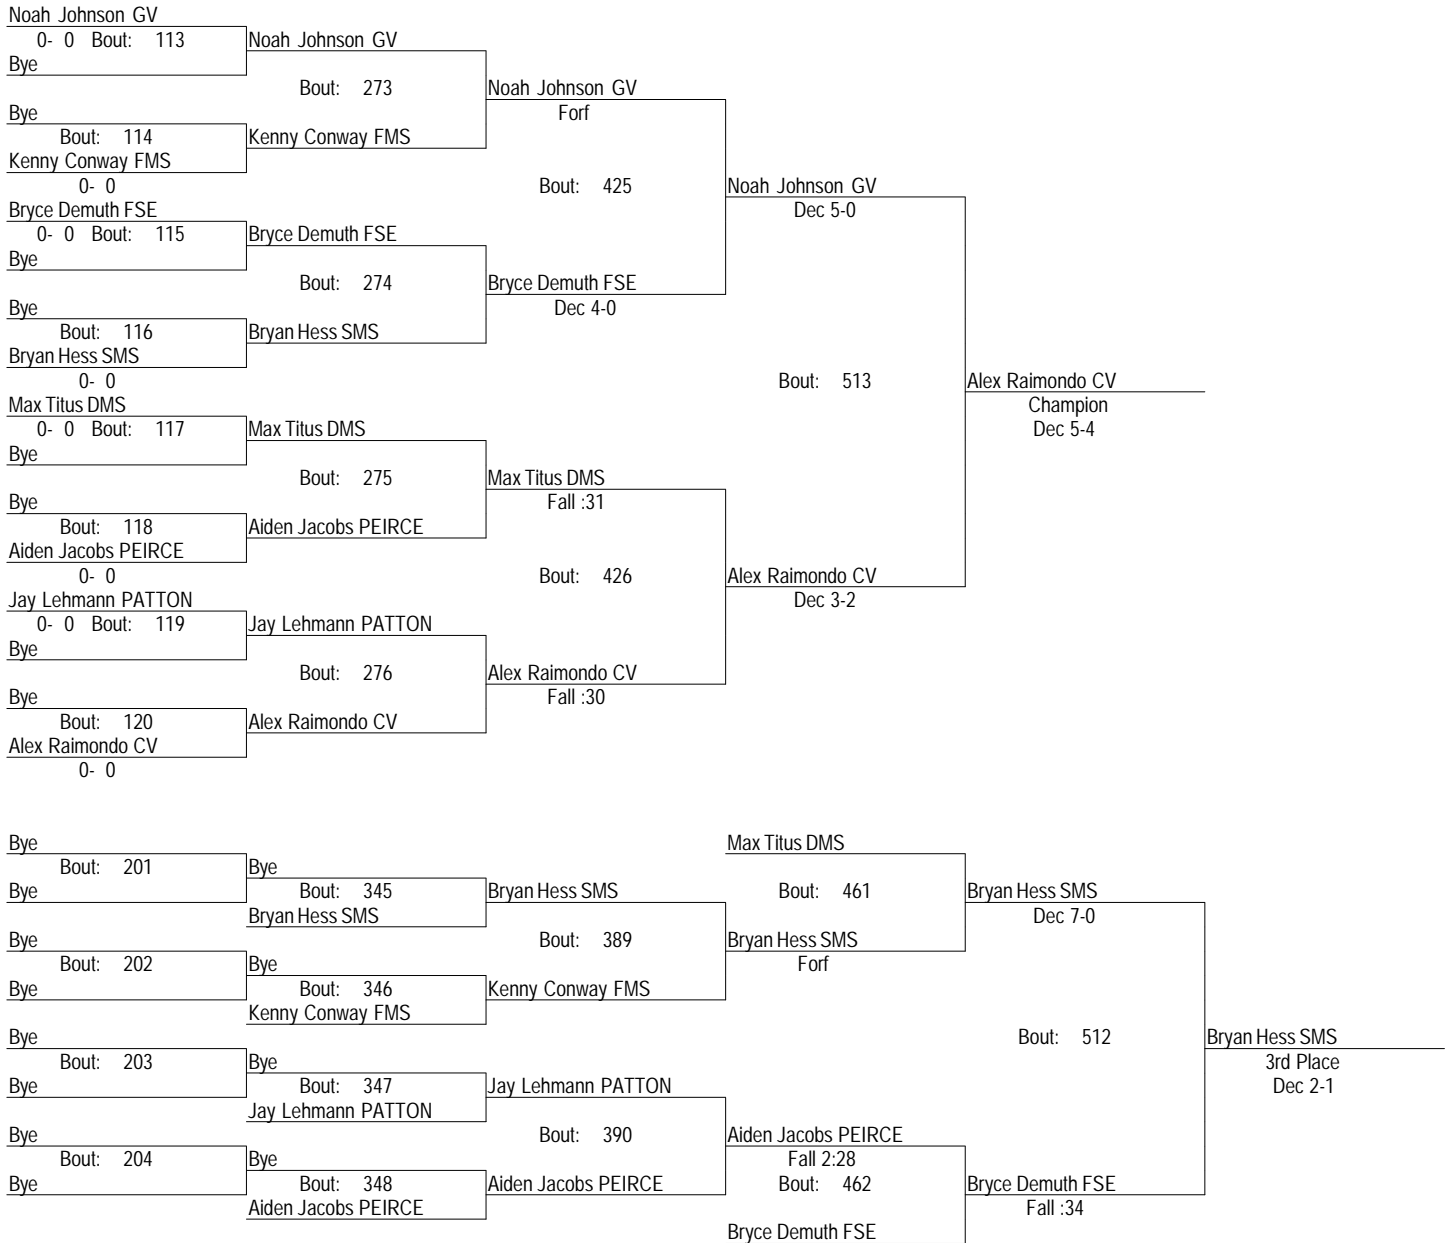 Noah Johnson GV
0- 0 Bout: 113 Noah Johnson GV
Bye
Bout: 273 Noah Johnson GV
Bye Forf
Bout: 114 Kenny Conway FMS
Kenny Conway FMS
0- 0 Bout: 425 Noah Johnson GV
Bryce Demuth FSE Dec 5-0
0- 0 Bout: 115 Bryce Demuth FSE
Bye
Bout: 274 Bryce Demuth FSE
Bye Dec 4-0
Bout: 116 Bryan Hess SMS
Bryan Hess SMS
0- 0 Bout: 513 Alex Raimondo CV
Max Titus DMS Champion
0- 0 Bout: 117 Max Titus DMS Dec 5-4
Bye
Bout: 275 Max Titus DMS
Bye Fall :31
Bout: 118 Aiden Jacobs PEIRCE
Aiden Jacobs PEIRCE
0- 0 Bout: 426 Alex Raimondo CV
Jay Lehmann PATTON Dec 3-2
0- 0 Bout: 119 Jay Lehmann PATTON
Bye
Bout: 276 Alex Raimondo CV
Bye Fall :30
Bout: 120 Alex Raimondo CV
Alex Raimondo CV
0- 0
Bye Max Titus DMS
Bout: 201 Bye
Bye Bout: 345 Bryan Hess SMS Bout: 461 Bryan Hess SMS
Bryan Hess SMS Dec 7-0
Bye Bout: 389 Bryan Hess SMS
Bout: 202 Bye Forf
Bye Bout: 346 Kenny Conway FMS
Kenny Conway FMS
Bye Bout: 512 Bryan Hess SMS
Bout: 203 Bye 3rd Place
Bye Bout: 347 Jay Lehmann PATTON Dec 2-1
Jay Lehmann PATTON
Bye Bout: 390 Aiden Jacobs PEIRCE
Bout: 204 Bye Fall 2:28
Bye Bout: 348 Aiden Jacobs PEIRCE Bout: 462 Bryce Demuth FSE
Aiden Jacobs PEIRCE Fall :34
Bryce Demuth FSE